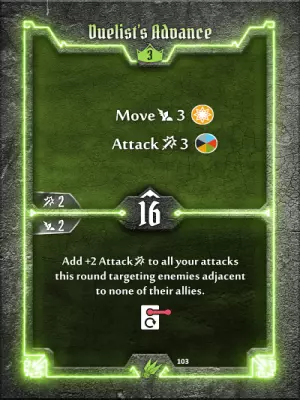 Duelist's Advance
3
Move 3
Attack 3
2
16
2
Add +2 Attack to all your attacks
this round targeting enemies adjacent
to none of their allies.
103